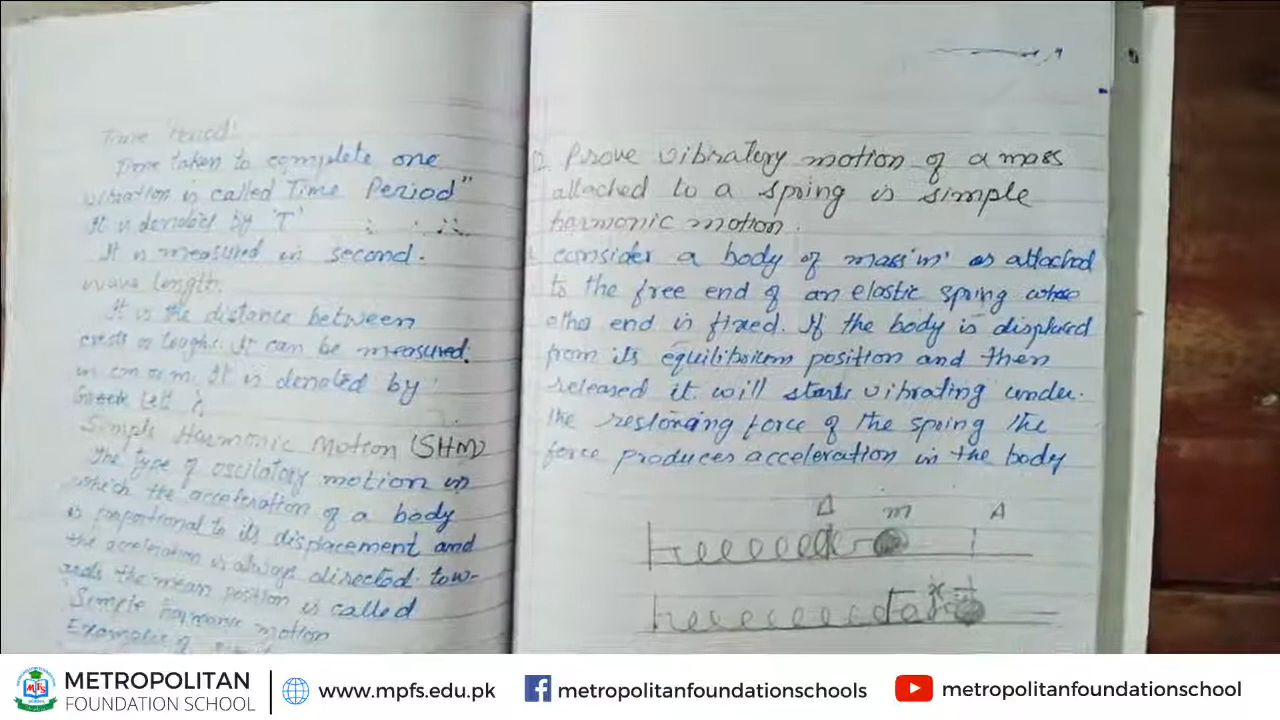 Time Period'
Time taken to complete one
vibration is called Time Period"
It is denoted by 'T'
It is measured in second.
wave length.
It is the distance between
crests or toughs. It can be measured.
in cm or m. It is denoted by
Greek Lett λ
Simple Harmonic Motion (SHM)
The type of oscilatory motion in
which the acceleration of a body
is proportional to its displacement and
the acceleration is always directed tow-
ards the mean position is called
Simple harmonic motion
Example of
Q. Prove vibratory motion of a mass
attached to a spring is simple
harmonic motion.
consider a body of mass 'm' as attached
to the free end of an elastic spring whose
other end is fixed. If the body is displased
from its equilibrium position and then
released it will starts vibrating under.
the restoring force of the spring the
force produces acceleration in the body
A m A
x
METROPOLITAN
FOUNDATION SCHOOL
www.mpfs.edu.pk
metropolitanfoundationschools
metropolitanfoundationschool
MFS